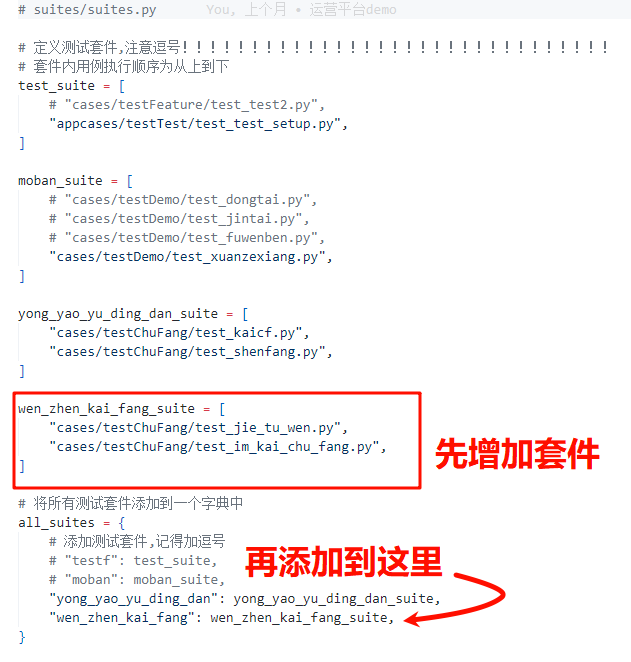 # suites/suites.py You, 上个月 • 运营平台demo
# 定义测试套件,注意逗号！！！！！！！！！！！！！！！！！！！！！！！！！！！！！！！
# 套件内用例执行顺序为从上到下
test_suite = [
# "cases/testFeature/test_test2.py",
"appcases/testTest/test_test_setup.py",
]
moban_suite = [
# "cases/testDemo/test_dongtai.py",
# "cases/testDemo/test_jintai.py",
# "cases/testDemo/test_fuwenben.py",
"cases/testDemo/test_xuanzexiang.py",
]
yong_yao_yu_ding_dan_suite = [
"cases/testChuFang/test_kaicf.py",
"cases/testChuFang/test_shenfang.py",
]
wen_zhen_kai_fang_suite = [
"cases/testChuFang/test_jie_tu_wen.py",
"cases/testChuFang/test_im_kai_chu_fang.py",
]
先增加套件
# 将所有测试套件添加到一个字典中
all_suites = {
# 添加测试套件,记得加逗号
# "testf": test_suite,
# "moban": moban_suite,
再添加到这里
"yong_yao_yu_ding_dan": yong_yao_yu_ding_dan_suite,
"wen_zhen_kai_fang": wen_zhen_kai_fang_suite,
}